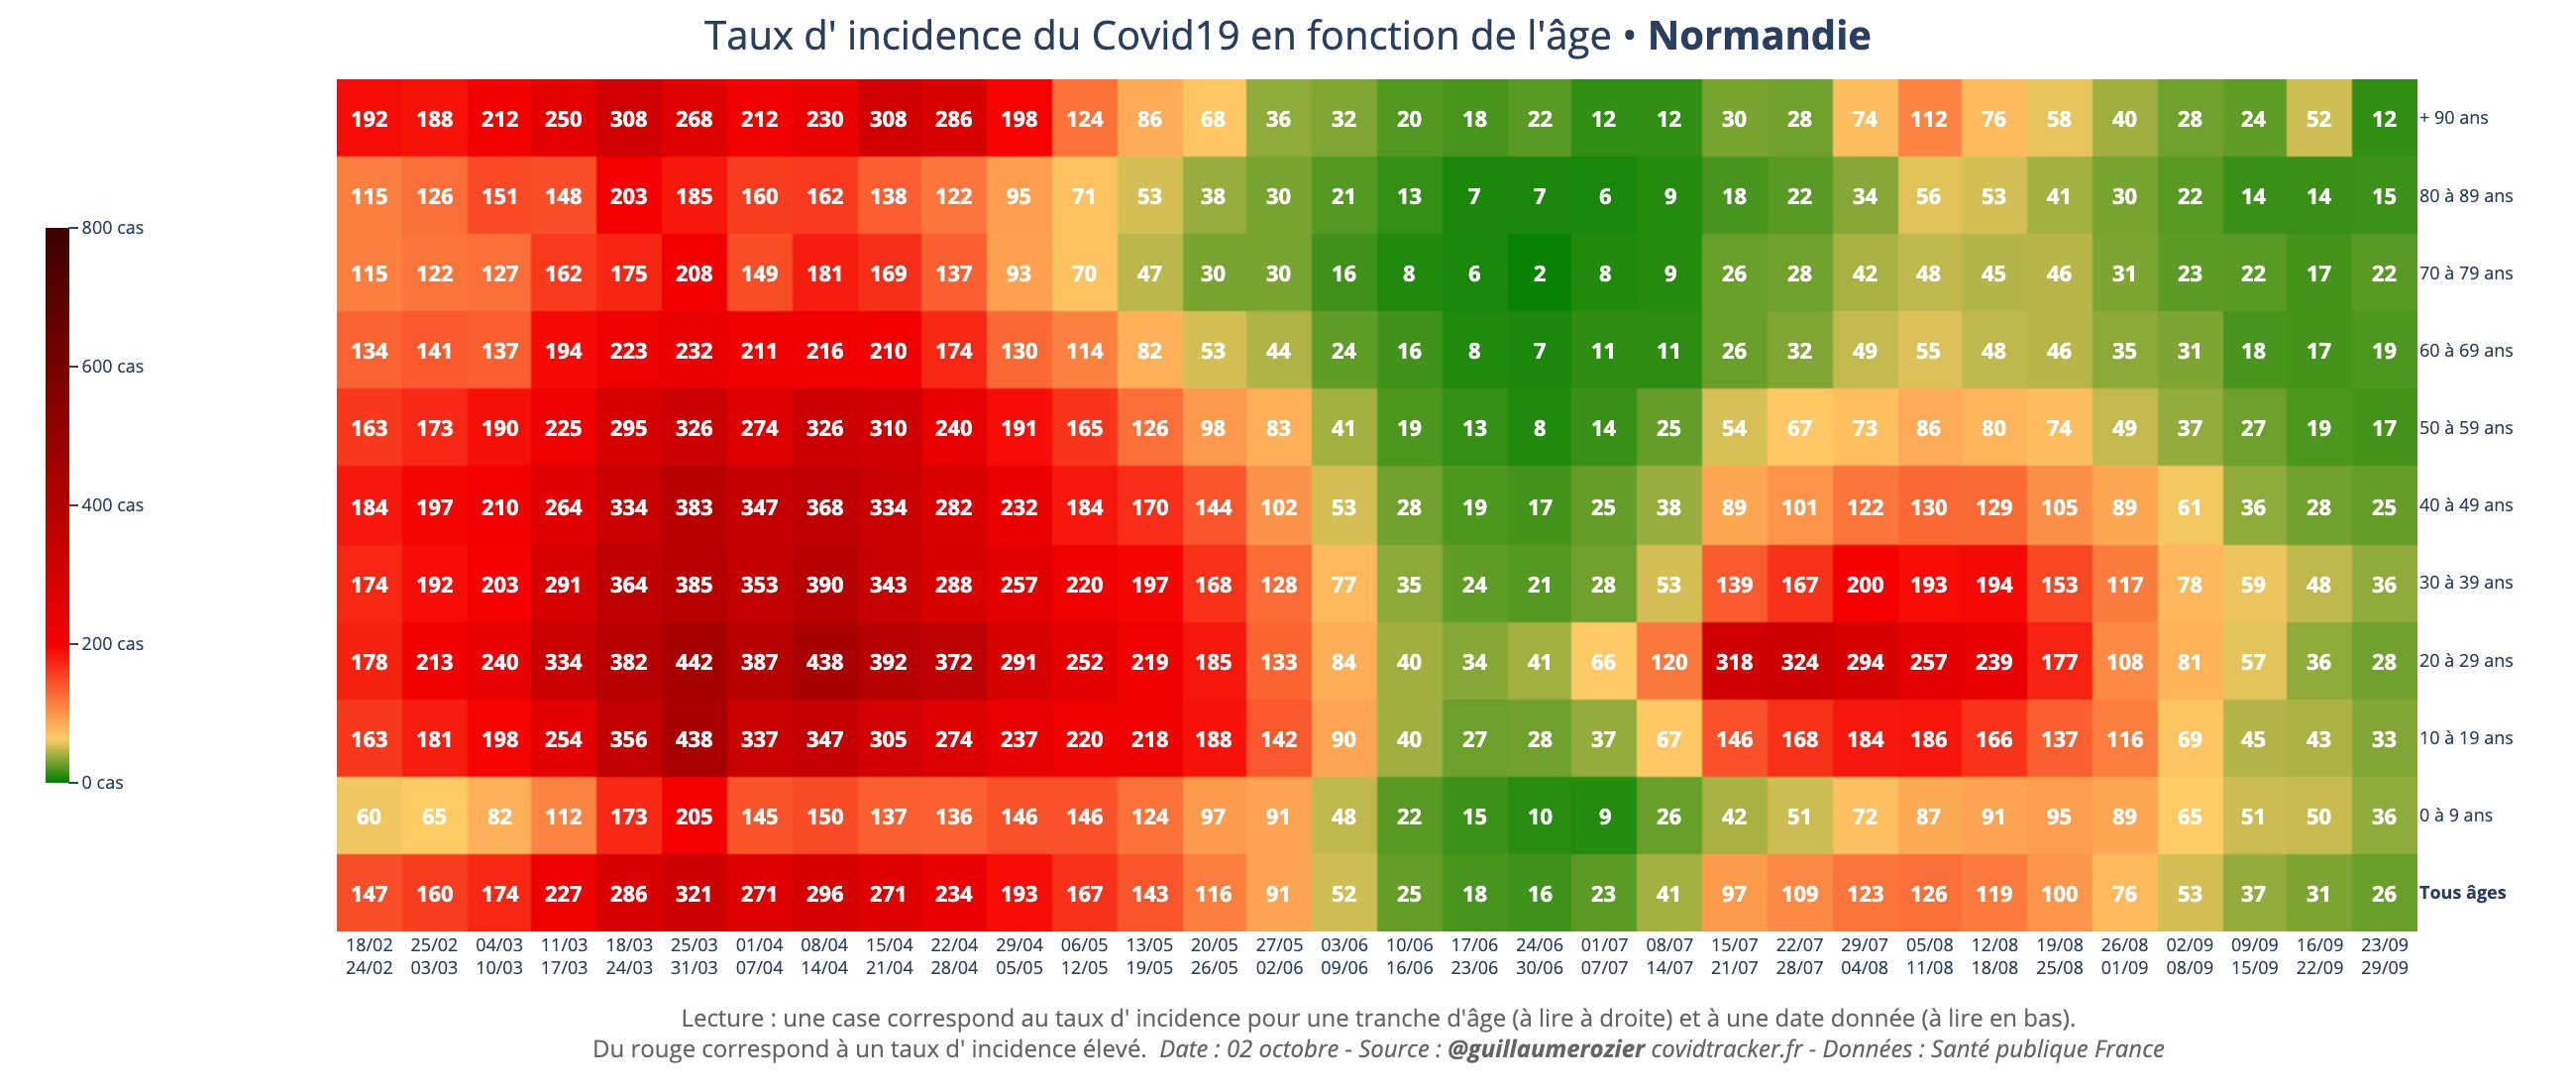 Taux d' incidence du Covid19 en fonction de l'âge • Normandie
800 cas
600 cas
400 cas
200 cas
0 cas
192 188 212 250 308 268 212 230 308 286 198 124 86 68 36 32 20 18 22 12 12 30 28 74 112 76 58 40 28 24 52 12 + 90 ans
115 126 151 148 203 185 160 162 138 122 95 71 53 38 30 21 13 7 7 6 9 18 22 34 56 53 41 30 22 14 14 15 80 à 89 ans
115 122 127 162 175 208 149 181 169 137 93 70 47 30 30 16 8 6 2 8 9 26 28 42 48 45 46 31 23 22 17 22 70 à 79 ans
134 141 137 194 223 232 211 216 210 174 130 114 82 53 44 24 16 8 7 11 11 26 32 49 55 48 46 35 31 18 17 19 60 à 69 ans
163 173 190 225 295 326 274 326 310 240 191 165 126 98 83 41 19 13 8 14 25 54 67 73 86 80 74 49 37 27 19 17 50 à 59 ans
184 197 210 264 334 383 347 368 334 282 232 184 170 144 102 53 28 19 17 25 38 89 101 122 130 129 105 89 61 36 28 25 40 à 49 ans
174 192 203 291 364 385 353 390 343 288 257 220 197 168 128 77 35 24 21 28 53 139 167 200 193 194 153 117 78 59 48 36 30 à 39 ans
178 213 240 334 382 442 387 438 392 372 291 252 219 185 133 84 40 34 41 66 120 318 324 294 257 239 177 108 81 57 36 28 20 à 29 ans
163 181 198 254 356 438 337 347 305 274 237 220 218 188 142 90 40 27 28 37 67 146 168 184 186 166 137 116 69 45 43 33 10 à 19 ans
60 65 82 112 173 205 145 150 137 136 146 146 124 97 91 48 22 15 10 9 26 42 51 72 87 91 95 89 65 51 50 36 0 à 9 ans
147 160 174 227 286 321 271 296 271 234 193 167 143 116 91 52 25 18 16 23 41 97 109 123 126 119 100 76 53 37 31 26 Tous âges
18/02 25/02 04/03 11/03 18/03 25/03 01/04 08/04 15/04 22/04 29/04 06/05 13/05 20/05 27/05 03/06 10/06 17/06 24/06 01/07 08/07 15/07 22/07 29/07 05/08 12/08 19/08 26/08 02/09 09/09 16/09 23/09
24/02 03/03 10/03 17/03 24/03 31/03 07/04 14/04 21/04 28/04 05/05 12/05 19/05 26/05 02/06 09/06 16/06 23/06 30/06 07/07 14/07 21/07 28/07 04/08 11/08 18/08 25/08 01/09 08/09 15/09 22/09 29/09
Lecture : une case correspond au taux d' incidence pour une tranche d'âge (à lire à droite) et à une date donnée (à lire en bas).
Du rouge correspond à un taux d' incidence élevé. Date : 02 octobre - Source : @guillaumerozier covidtracker.fr - Données : Santé publique France